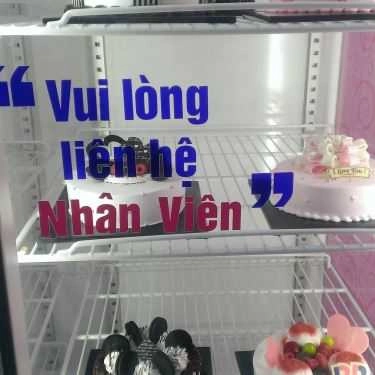 “ Vui lòng
liên hệ
Nhân Viên ”